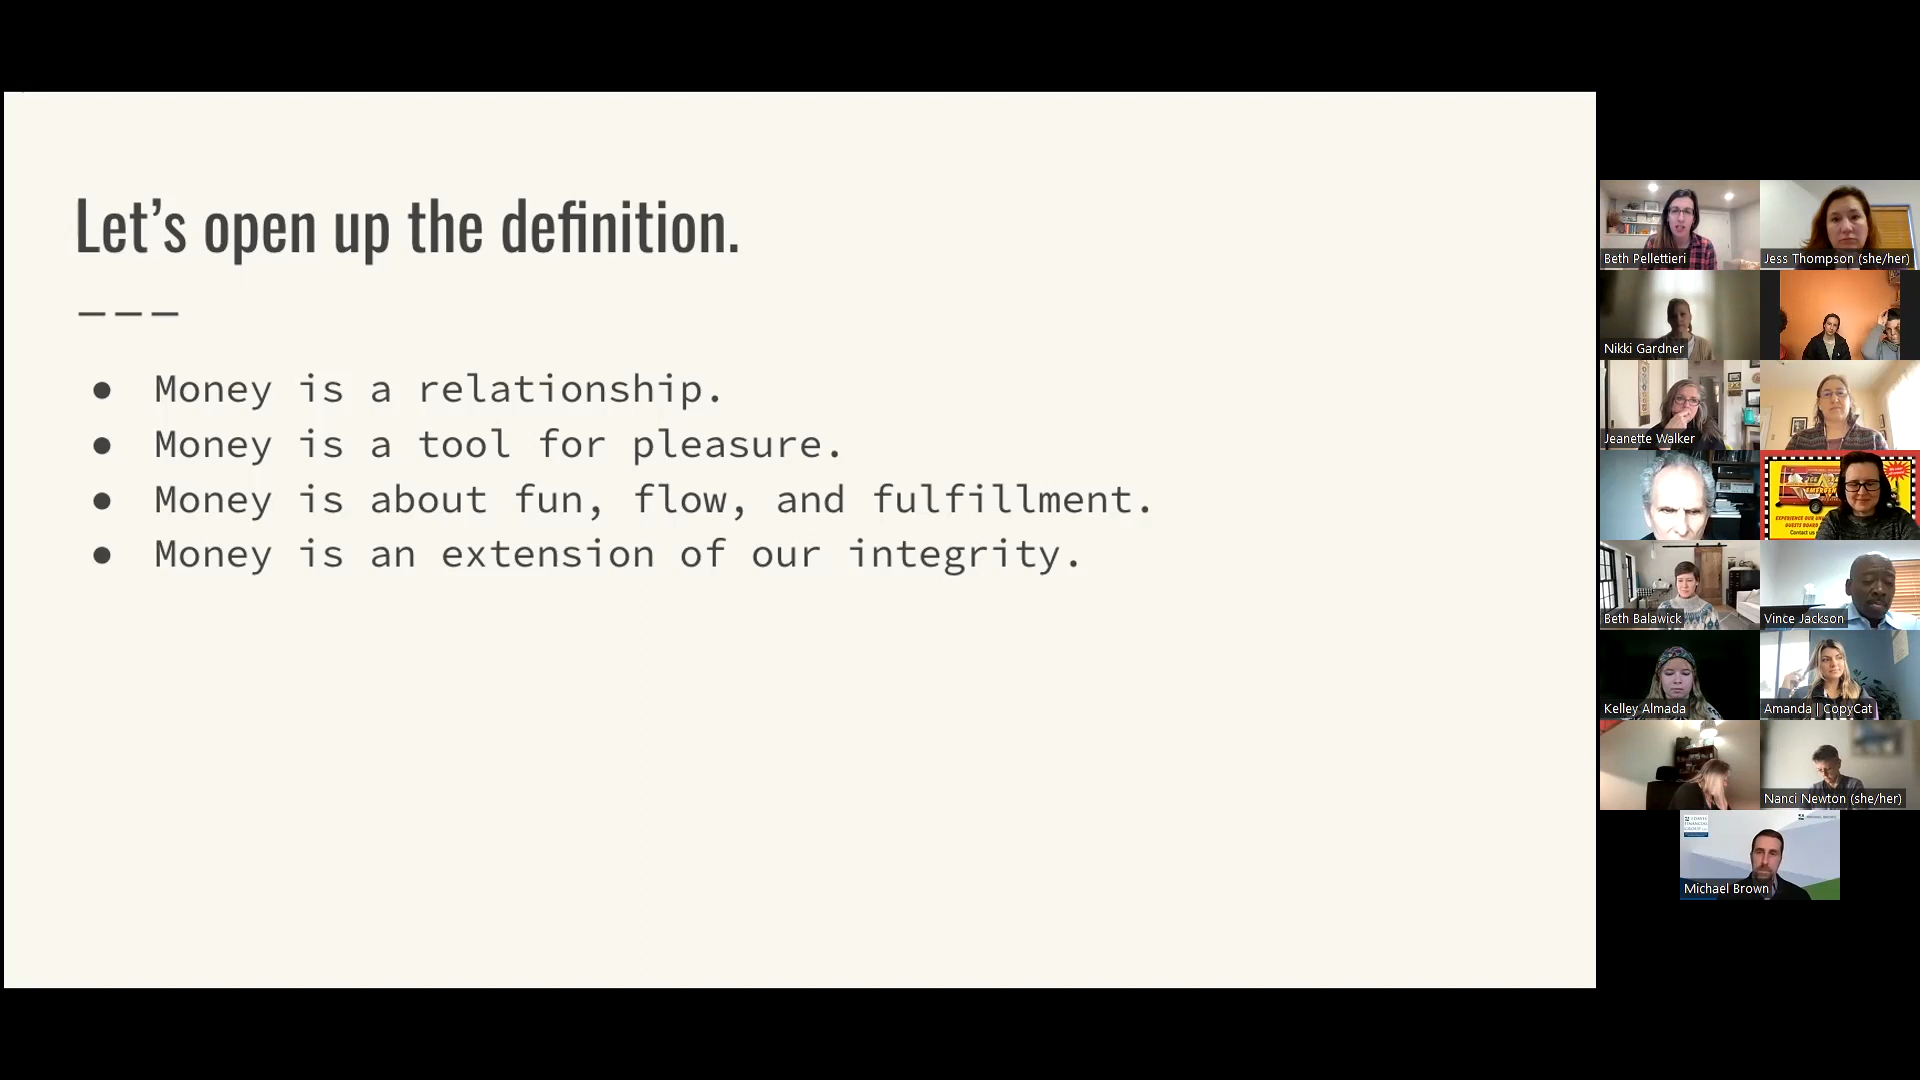 Let’s open up the definition.
———
● Money is a relationship.
● Money is a tool for pleasure.
● Money is about fun, flow, and fulfillment.
● Money is an extension of our integrity.
Beth Pellettieri
Jess Thompson (she/her)
Nikki Gardner
Jeanette Walker
Beth Balawick
Vince Jackson
Kelley Almada
Amanda | CopyCat
Nanci Newton (she/her)
Michael Brown